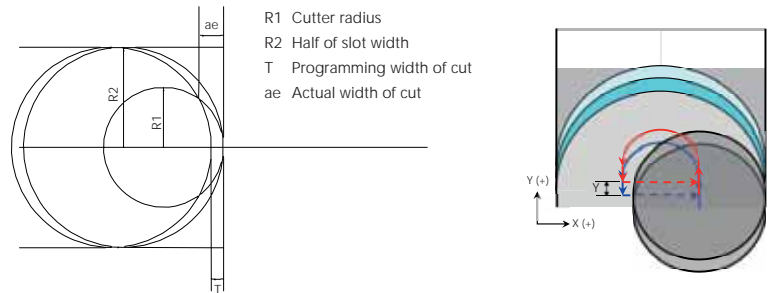 ae
R1 Cutter radius
R2 Half of slot width
T Programming width of cut
ae Actual width of cut
R2
R1
T
Y (+)
Y
X (+)